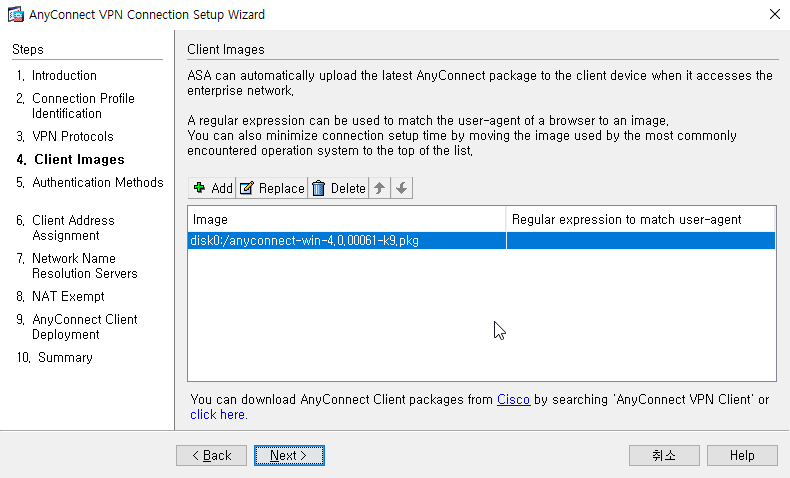 AnyConnect VPN Connection Setup Wizard
Steps
1. Introduction
2. Connection Profile
Identification
3. VPN Protocols
4. Client Images
5. Authentication Methods
6. Client Address
Assignment
7. Network Name
Resolution Servers
8. NAT Exempt
9. AnyConnect Client
Deployment
10. Summary
Client Images
ASA can automatically upload the latest AnyConnect package to the client device when it accesses the
enterprise network.
A regular expression can be used to match the user-agent of a browser to an image.
You can also minimize connection setup time by moving the image used by the most commonly
encountered operation system to the top of the list.
Add Replace Delete
Image Regular expression to match user-agent
disk0:/anyconnect-win-4.0.00061-k9.pkg
You can download AnyConnect Client packages from Cisco by searching 'AnyConnect VPN Client' or
click here.
< Back Next > 취소 Help